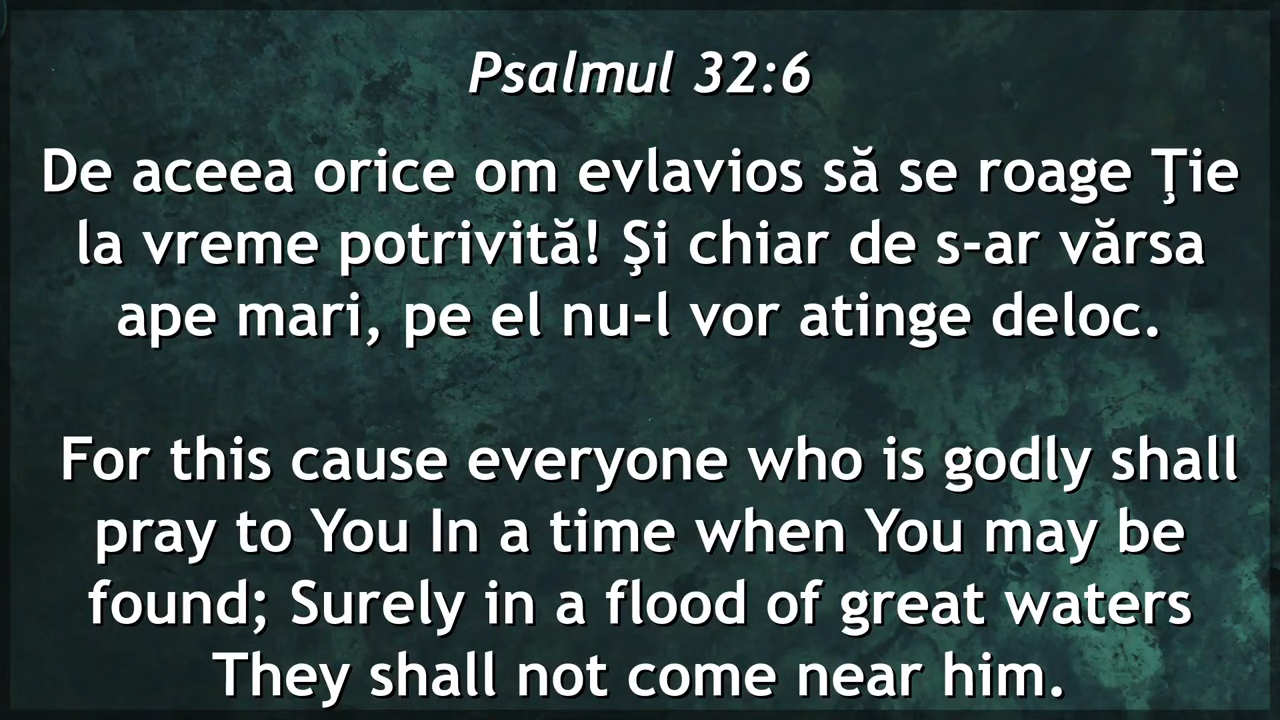 Psalmul 32:6
De aceea orice om evlavios să se roage Ţie
la vreme potrivită! Şi chiar de s-ar vărsa
ape mari, pe el nu-l vor atinge deloc.
For this cause everyone who is godly shall
pray to You In a time when You may be
found; Surely in a flood of great waters
They shall not come near him.